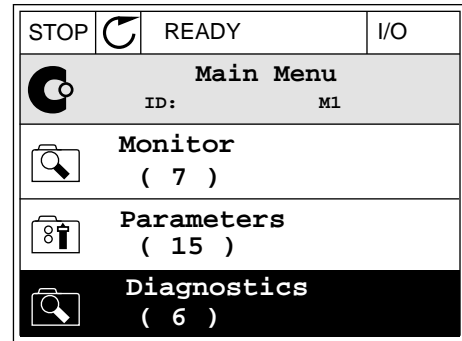 STOP READY I/O
Main Menu
ID: M1
Monitor
( 7 )
Parameters
( 15 )
Diagnostics
( 6 )